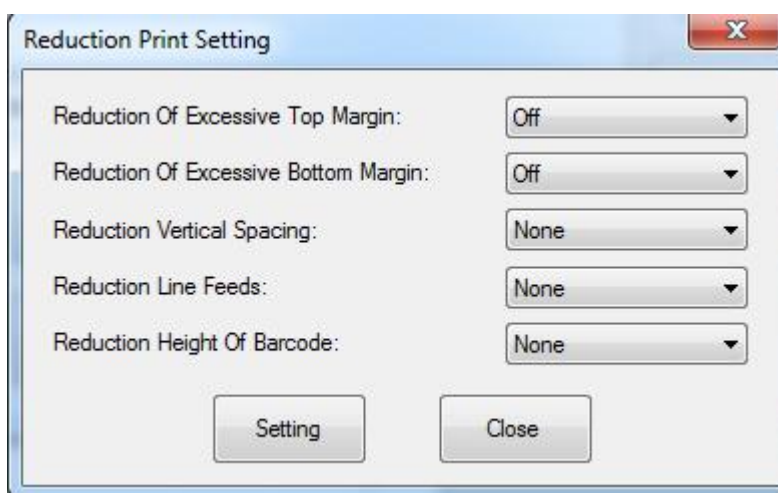 Reduction Print Setting
Reduction Of Excessive Top Margin: Off
Reduction Of Excessive Bottom Margin: Off
Reduction Vertical Spacing: None
Reduction Line Feeds: None
Reduction Height Of Barcode: None
Setting Close